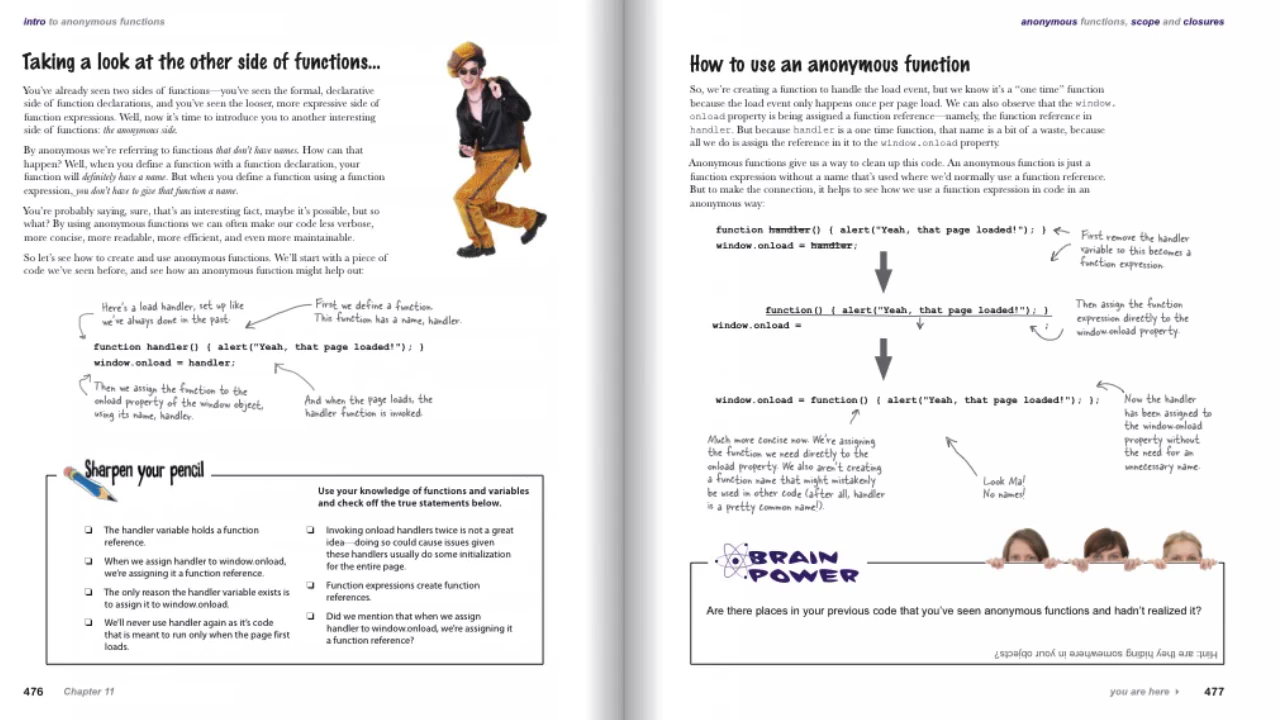 intro to anonymous functions
Taking a look at the other side of functions...
You've already seen two sides of functions—you've seen the formal, declarative
side of function declarations, and you've seen the looser, more expressive side of
function expressions. Well, now it's time to introduce you to another interesting
side of functions: the anonymous side.
By anonymous we're referring to functions that don't have names. How can that
happen? Well, when you define a function with a function declaration, your
function will definitely have a name. But when you define a function using a function
expression, you don't have to give that function a name.
You're probably saying, sure, that's an interesting fact, maybe it's possible, but so
what? By using anonymous functions we can often make our code less verbose,
more concise, more readable, more efficient, and even more maintainable.
So let's see how to create and use anonymous functions. We'll start with a piece of
code we've seen before, and see how an anonymous function might help out:
Here's a load handler, set up like
we've always done in the past.
First we define a function.
This function has a name, handler.
function handler() { alert("Yeah, that page loaded!"); }
window.onload = handler;
Then we assign the function to the
onload property of the window object,
using its name, handler.
And when the page loads, the
handler function is invoked.
Sharpen your pencil
Use your knowledge of functions and variables
and check off the true statements below.
❏ The handler variable holds a function
reference.
❏ When we assign handler to window.onload,
we're assigning it a function reference.
❏ The only reason the handler variable exists is
to assign it to window.onload.
❏ We'll never use handler again as it's code
that is meant to run only when the page first
loads.
❏ Invoking onload handlers twice is not a great
idea—doing so could cause issues given
these handlers usually do some initialization
for the entire page.
❏ Function expressions create function
references.
❏ Did we mention that when we assign
handler to window.onload, we're assigning it
a function reference?
476 Chapter 11
anonymous functions, scope and closures
How to use an anonymous function
So, we're creating a function to handle the load event, but we know it's a "one time" function
because the load event only happens once per page load. We can also observe that the window.
onload property is being assigned a function reference—namely, the function reference in
handler. But because handler is a one time function, that name is a bit of a waste, because
all we do is assign the reference in it to the window.onload property.
Anonymous functions give us a way to clean up this code. An anonymous function is just a
function expression without a name that's used where we'd normally use a function reference.
But to make the connection, it helps to see how we use a function expression in code in an
anonymous way:
function handler() { alert("Yeah, that page loaded!"); }
window.onload = handler;
First remove the handler
variable so this becomes a
function expression.
function() { alert("Yeah, that page loaded!"); }
window.onload = ;
Then assign the function
expression directly to the
window.onload property.
window.onload = function() { alert("Yeah, that page loaded!"); };
Now the handler
has been assigned to
the window.onload
property without
the need for an
unnecessary name.
Much more concise now. We're assigning
the function we need directly to the
onload property. We also aren't creating
a function name that might mistakenly
be used in other code (after all, handler
is a pretty common name!).
Look Ma!
No names!
BRAIN
POWER
Are there places in your previous code that you've seen anonymous functions and hadn't realized it?
Hint: are they hiding somewhere in your objects?
you are here 477